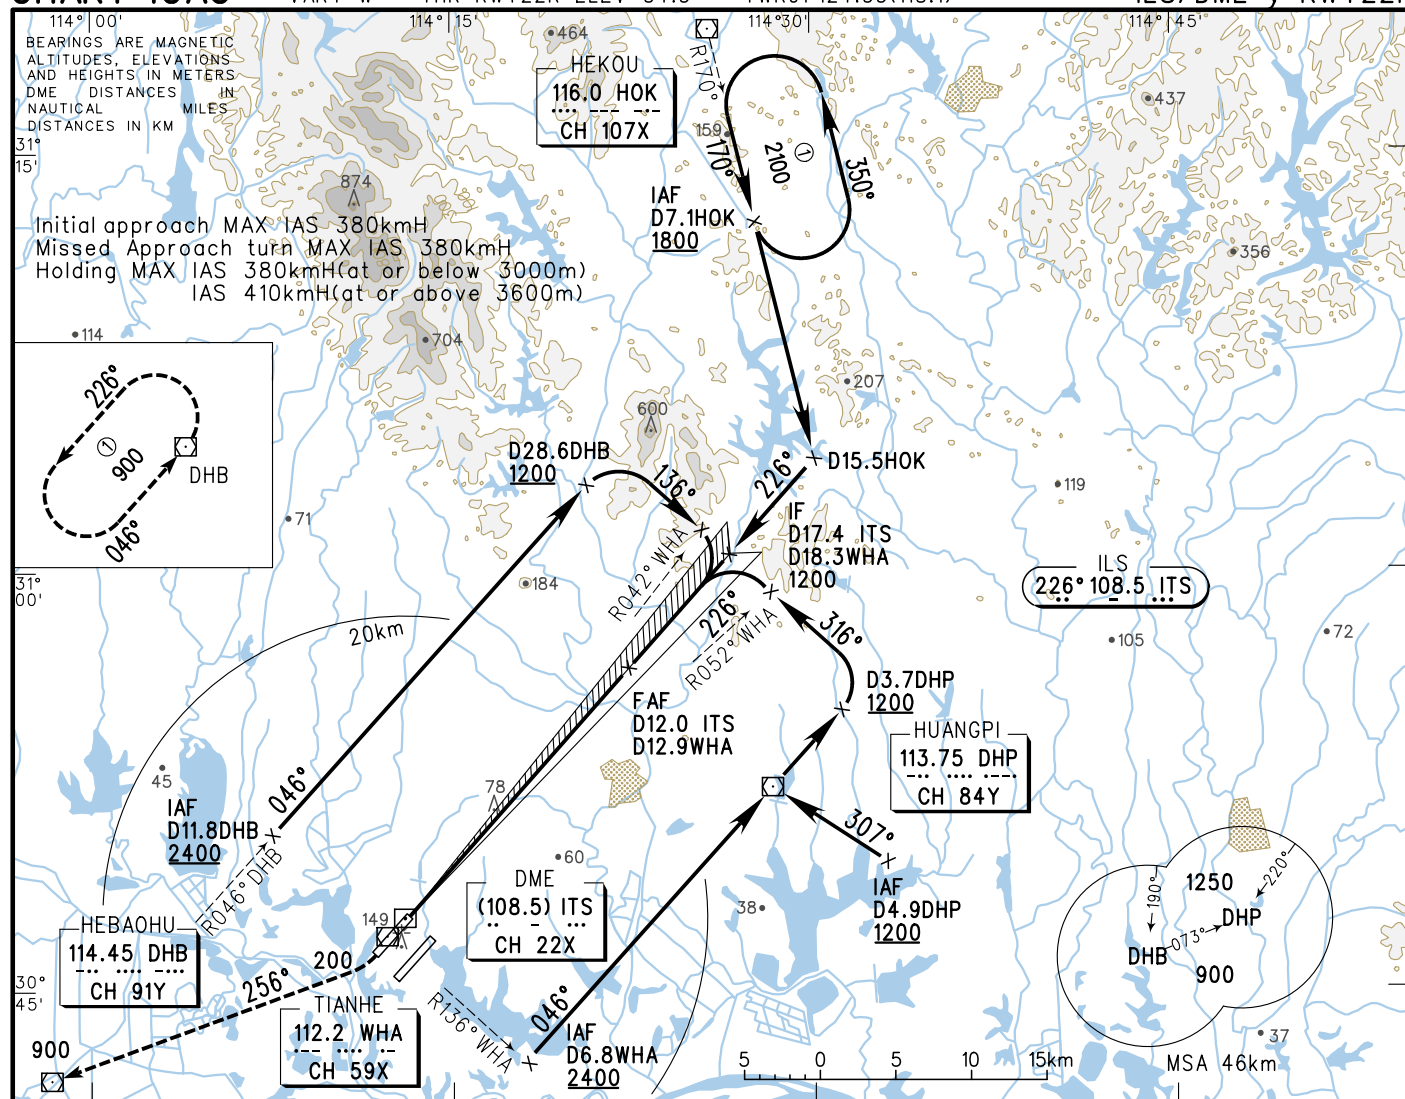 114°00'
114°15'
114°30'
114°45'
BEARINGS ARE MAGNETIC
ALTITUDES, ELEVATIONS
AND HEIGHTS IN METERS
DME DISTANCES IN
NAUTICAL MILES
DISTANCES IN KM
31°
15'
Initial approach MAX IAS 380kmH
Missed Approach turn MAX IAS 380kmH
Holding MAX IAS 380kmH(at or below 3000m)
IAS 410kmH(at or above 3600m)
464
HEKOU
116.0 HOK
CH 107X
R170°
159
170°
2100
①
350°
437
874
IAF
D7.1HOK
1800
356
114
704
207
226°
①
900
DHB
046°
600
D28.6DHB
1200
136°
226°
D15.5HOK
119
71
IF
D17.4 ITS
D18.3WHA
1200
R042° WHA
184
31°
00'
ILS
226° 108.5 ITS
226°
R052° WHA
316°
105
72
20km
D3.7DHP
1200
FAF
D12.0 ITS
D12.9WHA
HUANGPI
113.75 DHP
CH 84Y
45
78
046°
IAF
D11.8DHB
2400
R046° DHB
307°
60
IAF
D4.9DHP
1200
38
DME
(108.5) ITS
CH 22X
149
HEBAOHU
114.45 DHB
CH 91Y
200
256°
TIANHE
112.2 WHA
CH 59X
R136° WHA
046°
IAF
D6.8WHA
2400
30°
45'
900
190°
1250
220°
DHP
073°
DHB
900
37
MSA 46km
5 0 5 10 15km